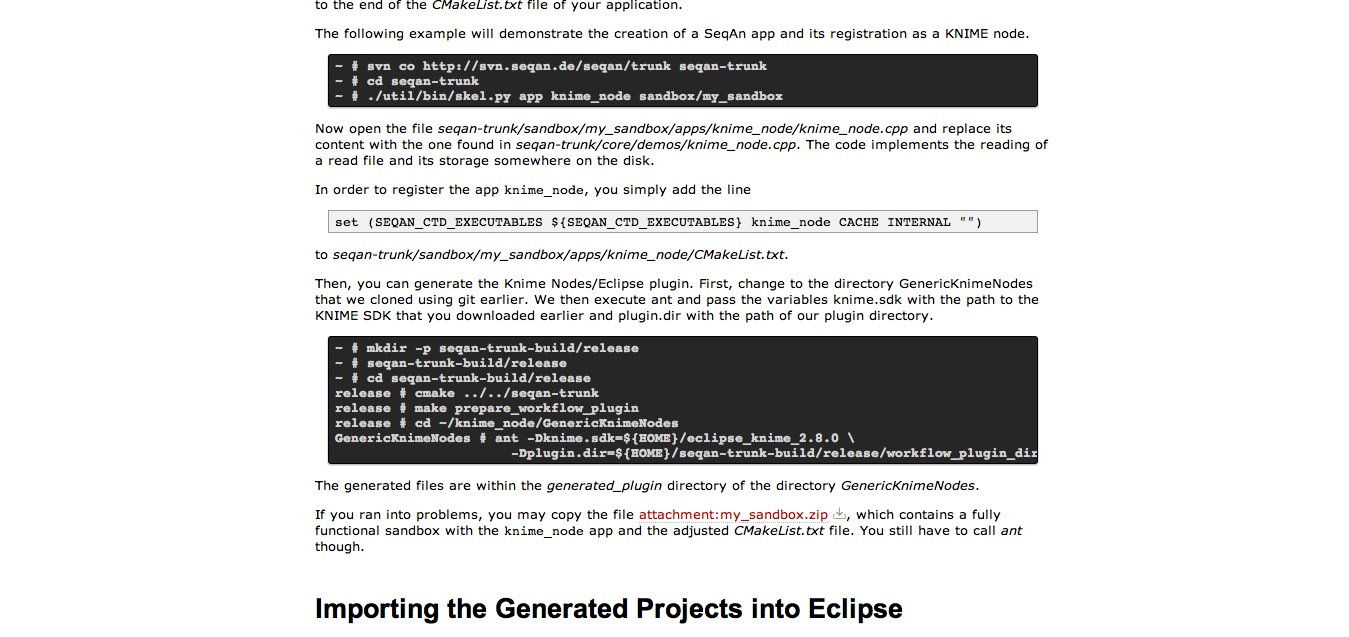 to the end of the CMakeList.txt file of your application.
The following example will demonstrate the creation of a SeqAn app and its registration as a KNIME node.
~ # svn co http://svn.seqan.de/seqan/trunk seqan-trunk
~ # cd seqan-trunk
~ # ./util/bin/skel.py app knime_node sandbox/my_sandbox
Now open the file seqan-trunk/sandbox/my_sandbox/apps/knime_node/knime_node.cpp and replace its
content with the one found in seqan-trunk/core/demos/knime_node.cpp. The code implements the reading of
a read file and its storage somewhere on the disk.
In order to register the app knime_node, you simply add the line
set (SEQAN_CTD_EXECUTABLES ${SEQAN_CTD_EXECUTABLES} knime_node CACHE INTERNAL "")
to seqan-trunk/sandbox/my_sandbox/apps/knime_node/CMakeList.txt.
Then, you can generate the Knime Nodes/Eclipse plugin. First, change to the directory GenericKnimeNodes
that we cloned using git earlier. We then execute ant and pass the variables knime.sdk with the path to the
KNIME SDK that you downloaded earlier and plugin.dir with the path of our plugin directory.
~ # mkdir -p seqan-trunk-build/release
~ # seqan-trunk-build/release
~ # cd seqan-trunk-build/release
release # cmake ../../seqan-trunk
release # make prepare_workflow_plugin
release # cd ~/knime_node/GenericKnimeNodes
GenericKnimeNodes # ant -Dknime.sdk=${HOME}/eclipse_knime_2.8.0 \
-Dplugin.dir=${HOME}/seqan-trunk-build/release/workflow_plugin_dir
The generated files are within the generated_plugin directory of the directory GenericKnimeNodes.
If you ran into problems, you may copy the file attachment:my_sandbox.zip, which contains a fully
functional sandbox with the knime_node app and the adjusted CMakeList.txt file. You still have to call ant
though.
Importing the Generated Projects into Eclipse